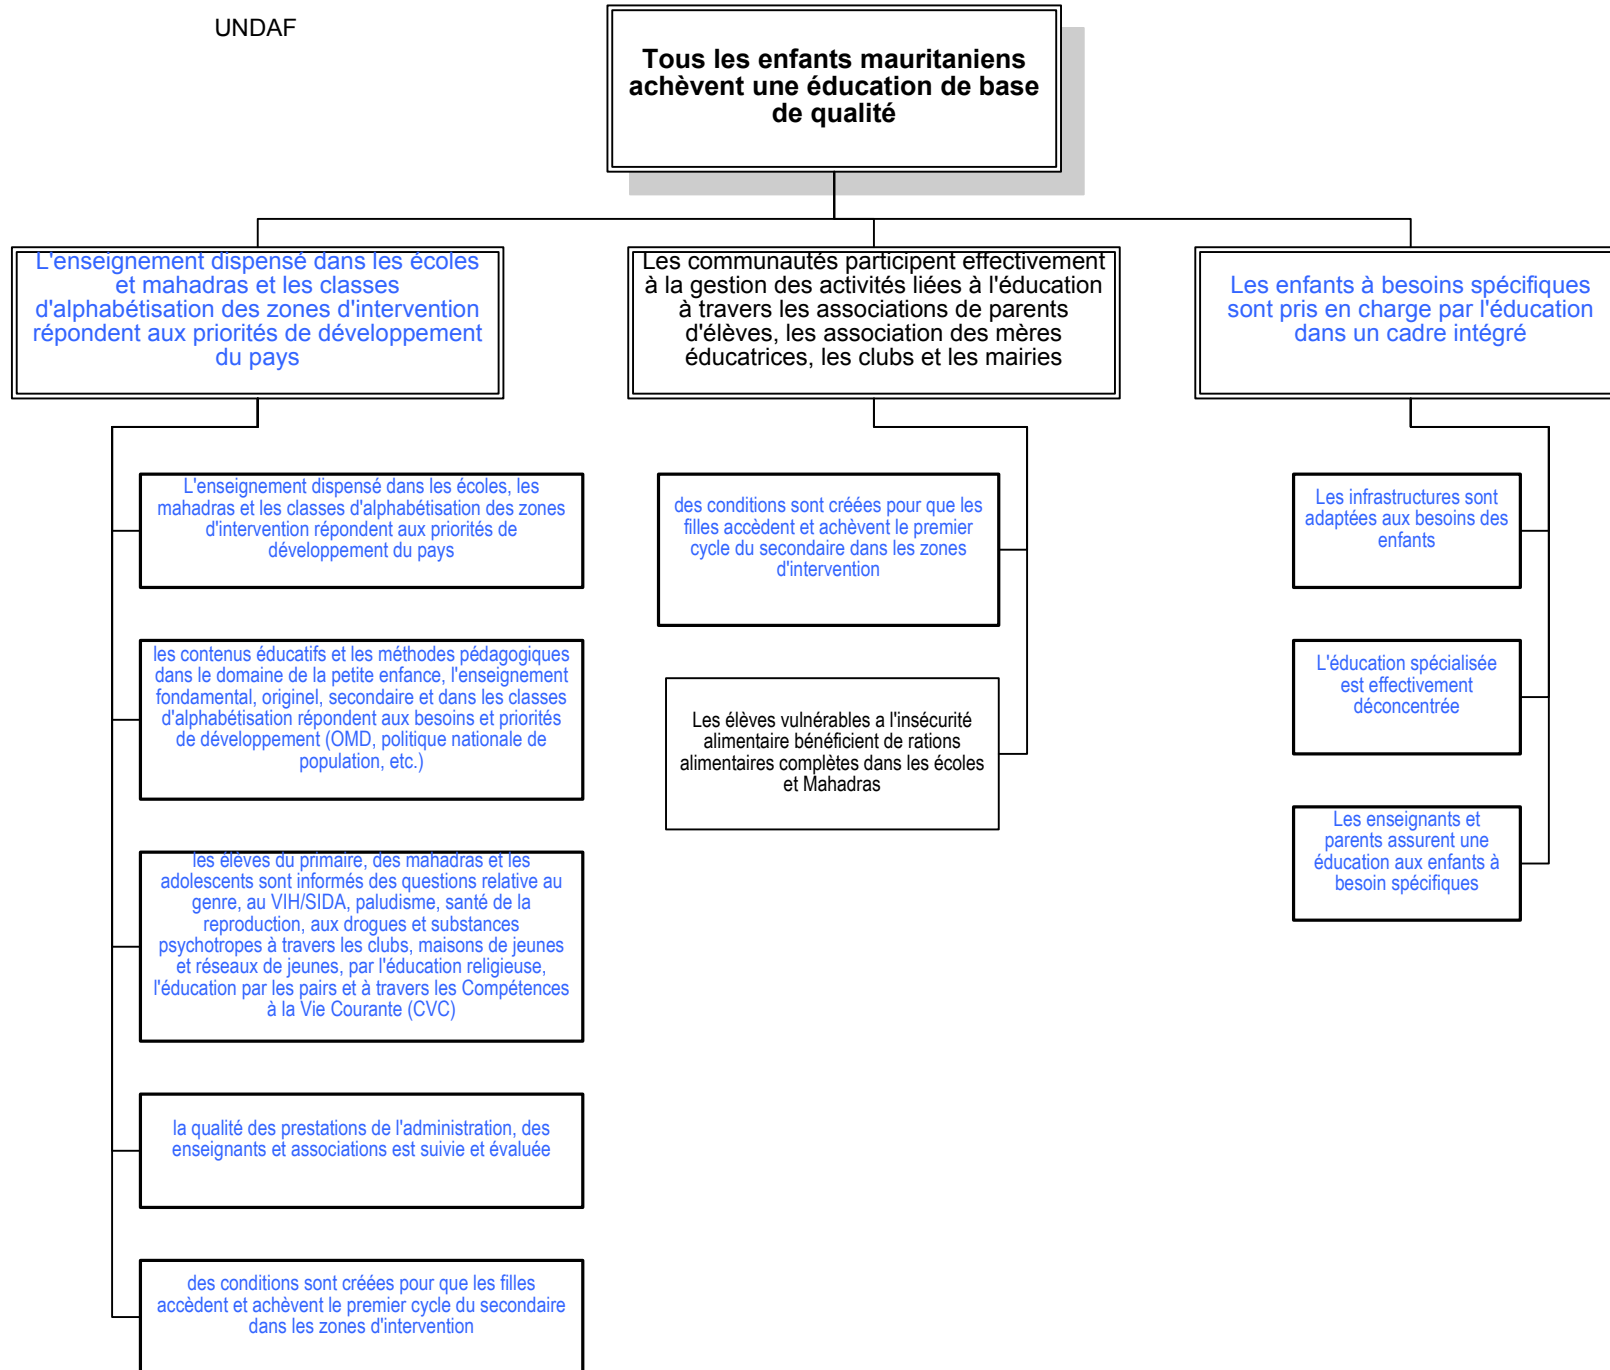 UNDAF
Tous les enfants mauritaniens
achèvent une éducation de base
de qualité
L'enseignement dispensé dans les écoles
et mahadras et les classes
d'alphabétisation des zones d'intervention
répondent aux priorités de développement
du pays
Les communautés participent effectivement
à la gestion des activités liées à l'éducation
à travers les associations de parents
d'élèves, les association des mères
éducatrices, les clubs et les mairies
Les enfants à besoins spécifiques
sont pris en charge par l'éducation
dans un cadre intégré
L'enseignement dispensé dans les écoles, les
mahadras et les classes d'alphabétisation des zones
d'intervention répondent aux priorités de
développement du pays
les contenus éducatifs et les méthodes pédagogiques
dans le domaine de la petite enfance, l'enseignement
fondamental, originel, secondaire et dans les classes
d'alphabétisation répondent aux besoins et priorités
de développement (OMD, politique nationale de
population, etc.)
les élèves du primaire, des mahadras et les
adolescents sont informés des questions relative au
genre, au VIH/SIDA, paludisme, santé de la
reproduction, aux drogues et substances
psychotropes à travers les clubs, maisons de jeunes
et réseaux de jeunes, par l'éducation religieuse,
l'éducation par les pairs et à travers les Compétences
à la Vie Courante (CVC)
la qualité des prestations de l'administration, des
enseignants et associations est suivie et évaluée
des conditions sont créées pour que les filles
accèdent et achèvent le premier cycle du secondaire
dans les zones d'intervention
des conditions sont créées pour que les
filles accèdent et achèvent le premier
cycle du secondaire dans les zones
d'intervention
Les élèves vulnérables a l'insécurité
alimentaire bénéficient de rations
alimentaires complètes dans les écoles
et Mahadras
Les infrastructures sont
adaptées aux besoins des
enfants
L'éducation spécialisée
est effectivement
déconcentrée
Les enseignants et
parents assurent une
éducation aux enfants à
besoin spécifiques